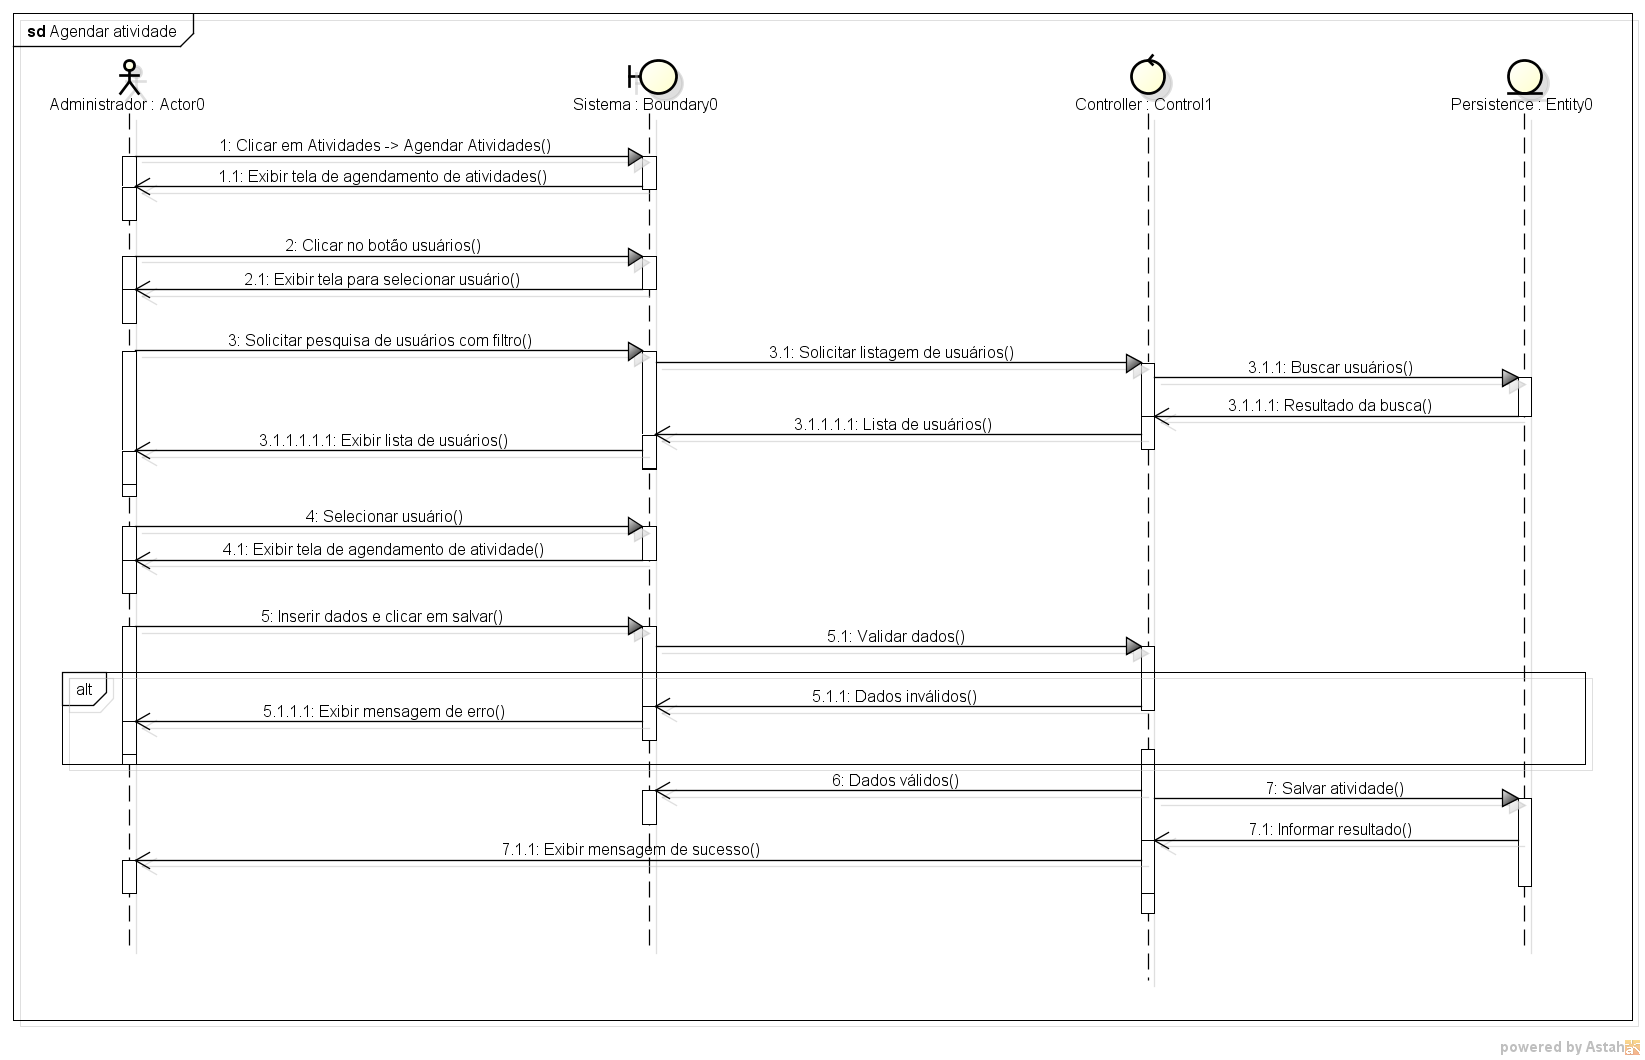 sd Agendar atividade
Administrador : Actor0
Sistema : Boundary0
Controller : Control1
Persistence : Entity0
1: Clicar em Atividades -> Agendar Atividades()
1.1: Exibir tela de agendamento de atividades()
2: Clicar no botão usuários()
2.1: Exibir tela para selecionar usuário()
3: Solicitar pesquisa de usuários com filtro()
3.1: Solicitar listagem de usuários()
3.1.1: Buscar usuários()
3.1.1.1: Resultado da busca()
3.1.1.1.1: Lista de usuários()
3.1.1.1.1.1: Exibir lista de usuários()
4: Selecionar usuário()
4.1: Exibir tela de agendamento de atividade()
5: Inserir dados e clicar em salvar()
5.1: Validar dados()
alt
5.1.1: Dados inválidos()
5.1.1.1: Exibir mensagem de erro()
6: Dados válidos()
7: Salvar atividade()
7.1: Informar resultado()
7.1.1: Exibir mensagem de sucesso()
powered by Astah